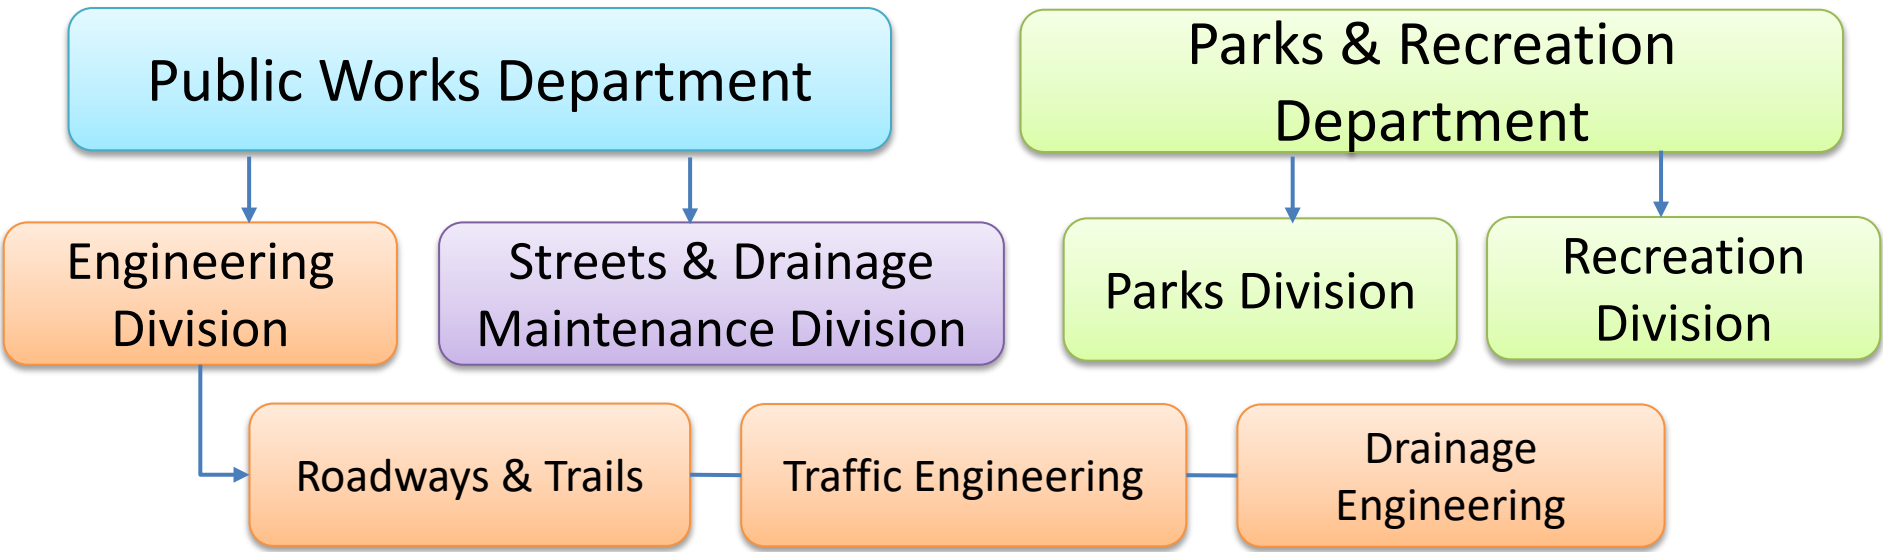 Public Works Department
Parks & Recreation
Department
Engineering
Division
Streets & Drainage
Maintenance Division
Parks Division
Recreation
Division
Roadways & Trails
Traffic Engineering
Drainage
Engineering